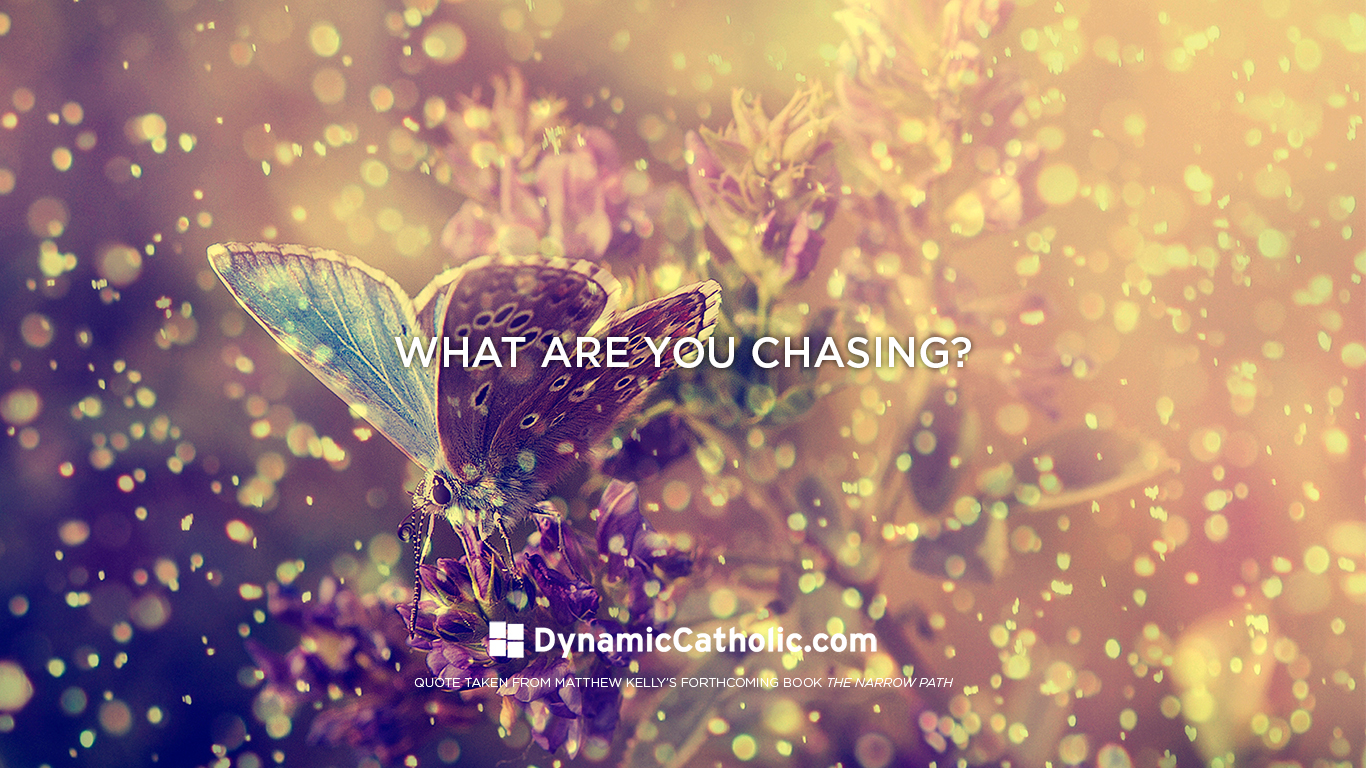 WHAT ARE YOU CHASING?
DynamicCatholic.com
QUOTE TAKEN FROM MATTHEW KELLY'S FORTHCOMING BOOK THE NARROW PATH